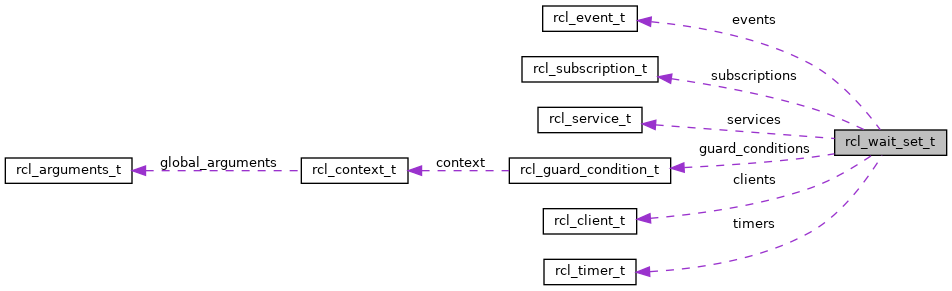 rcl_event_t
events
rcl_subscription_t
subscriptions
rcl_service_t
services
rcl_wait_set_t
guard_conditions
rcl_arguments_t
global_arguments
rcl_context_t
context
rcl_guard_condition_t
clients
rcl_client_t
timers
rcl_timer_t